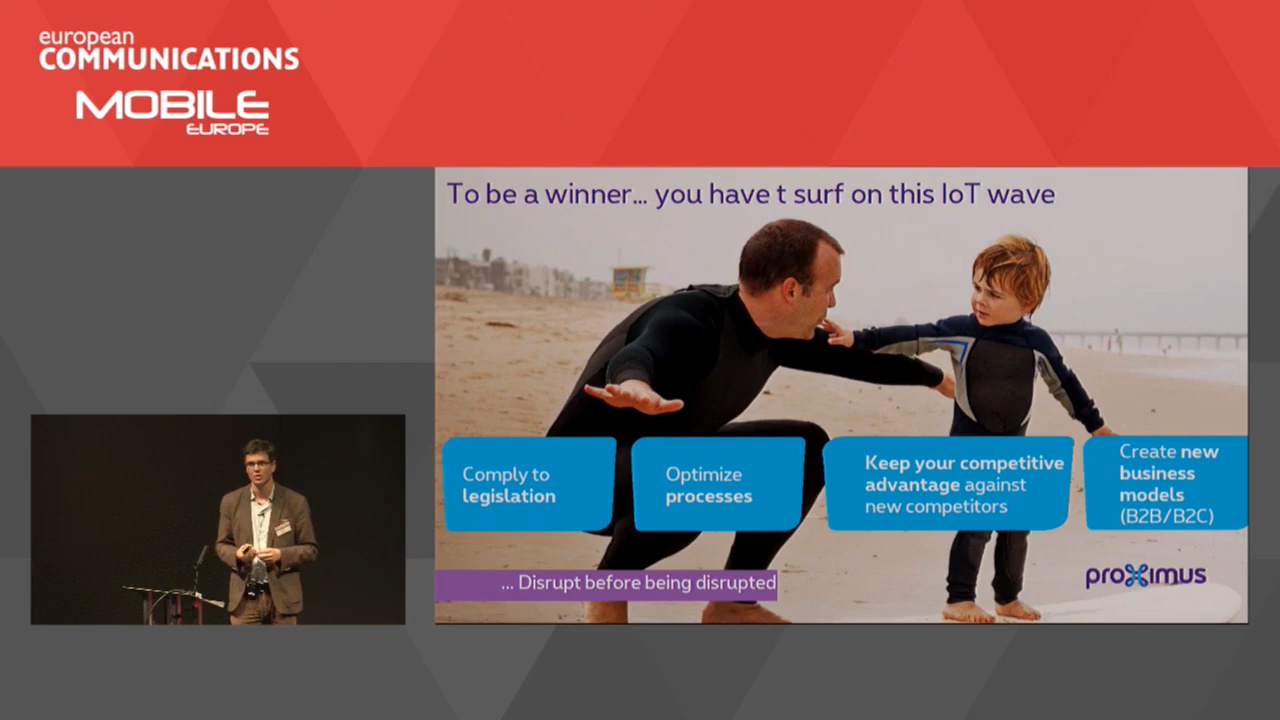 european
COMMUNICATIONS
MOBILE
EUROPE
To be a winner... you have t surf on this IoT wave
Comply to
legislation
Optimize
processes
Keep your competitive
advantage against
new competitors
Create new
business
models
(B2B/B2C)
... Disrupt before being disrupted
proximus